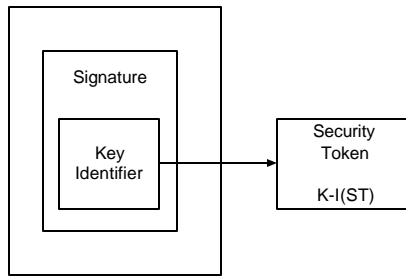 Signature
Key
Identifier
Security
Token
K-I(ST)